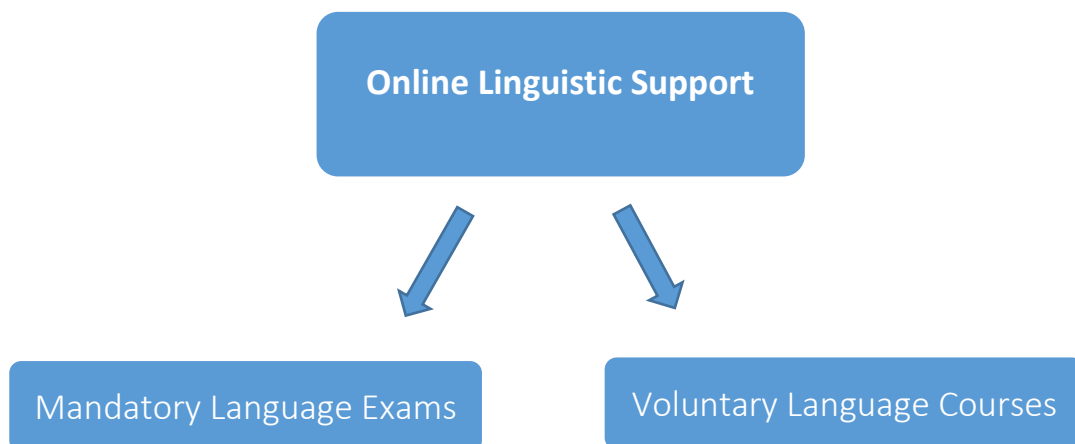 Online Linguistic Support
Mandatory Language Exams
Voluntary Language Courses